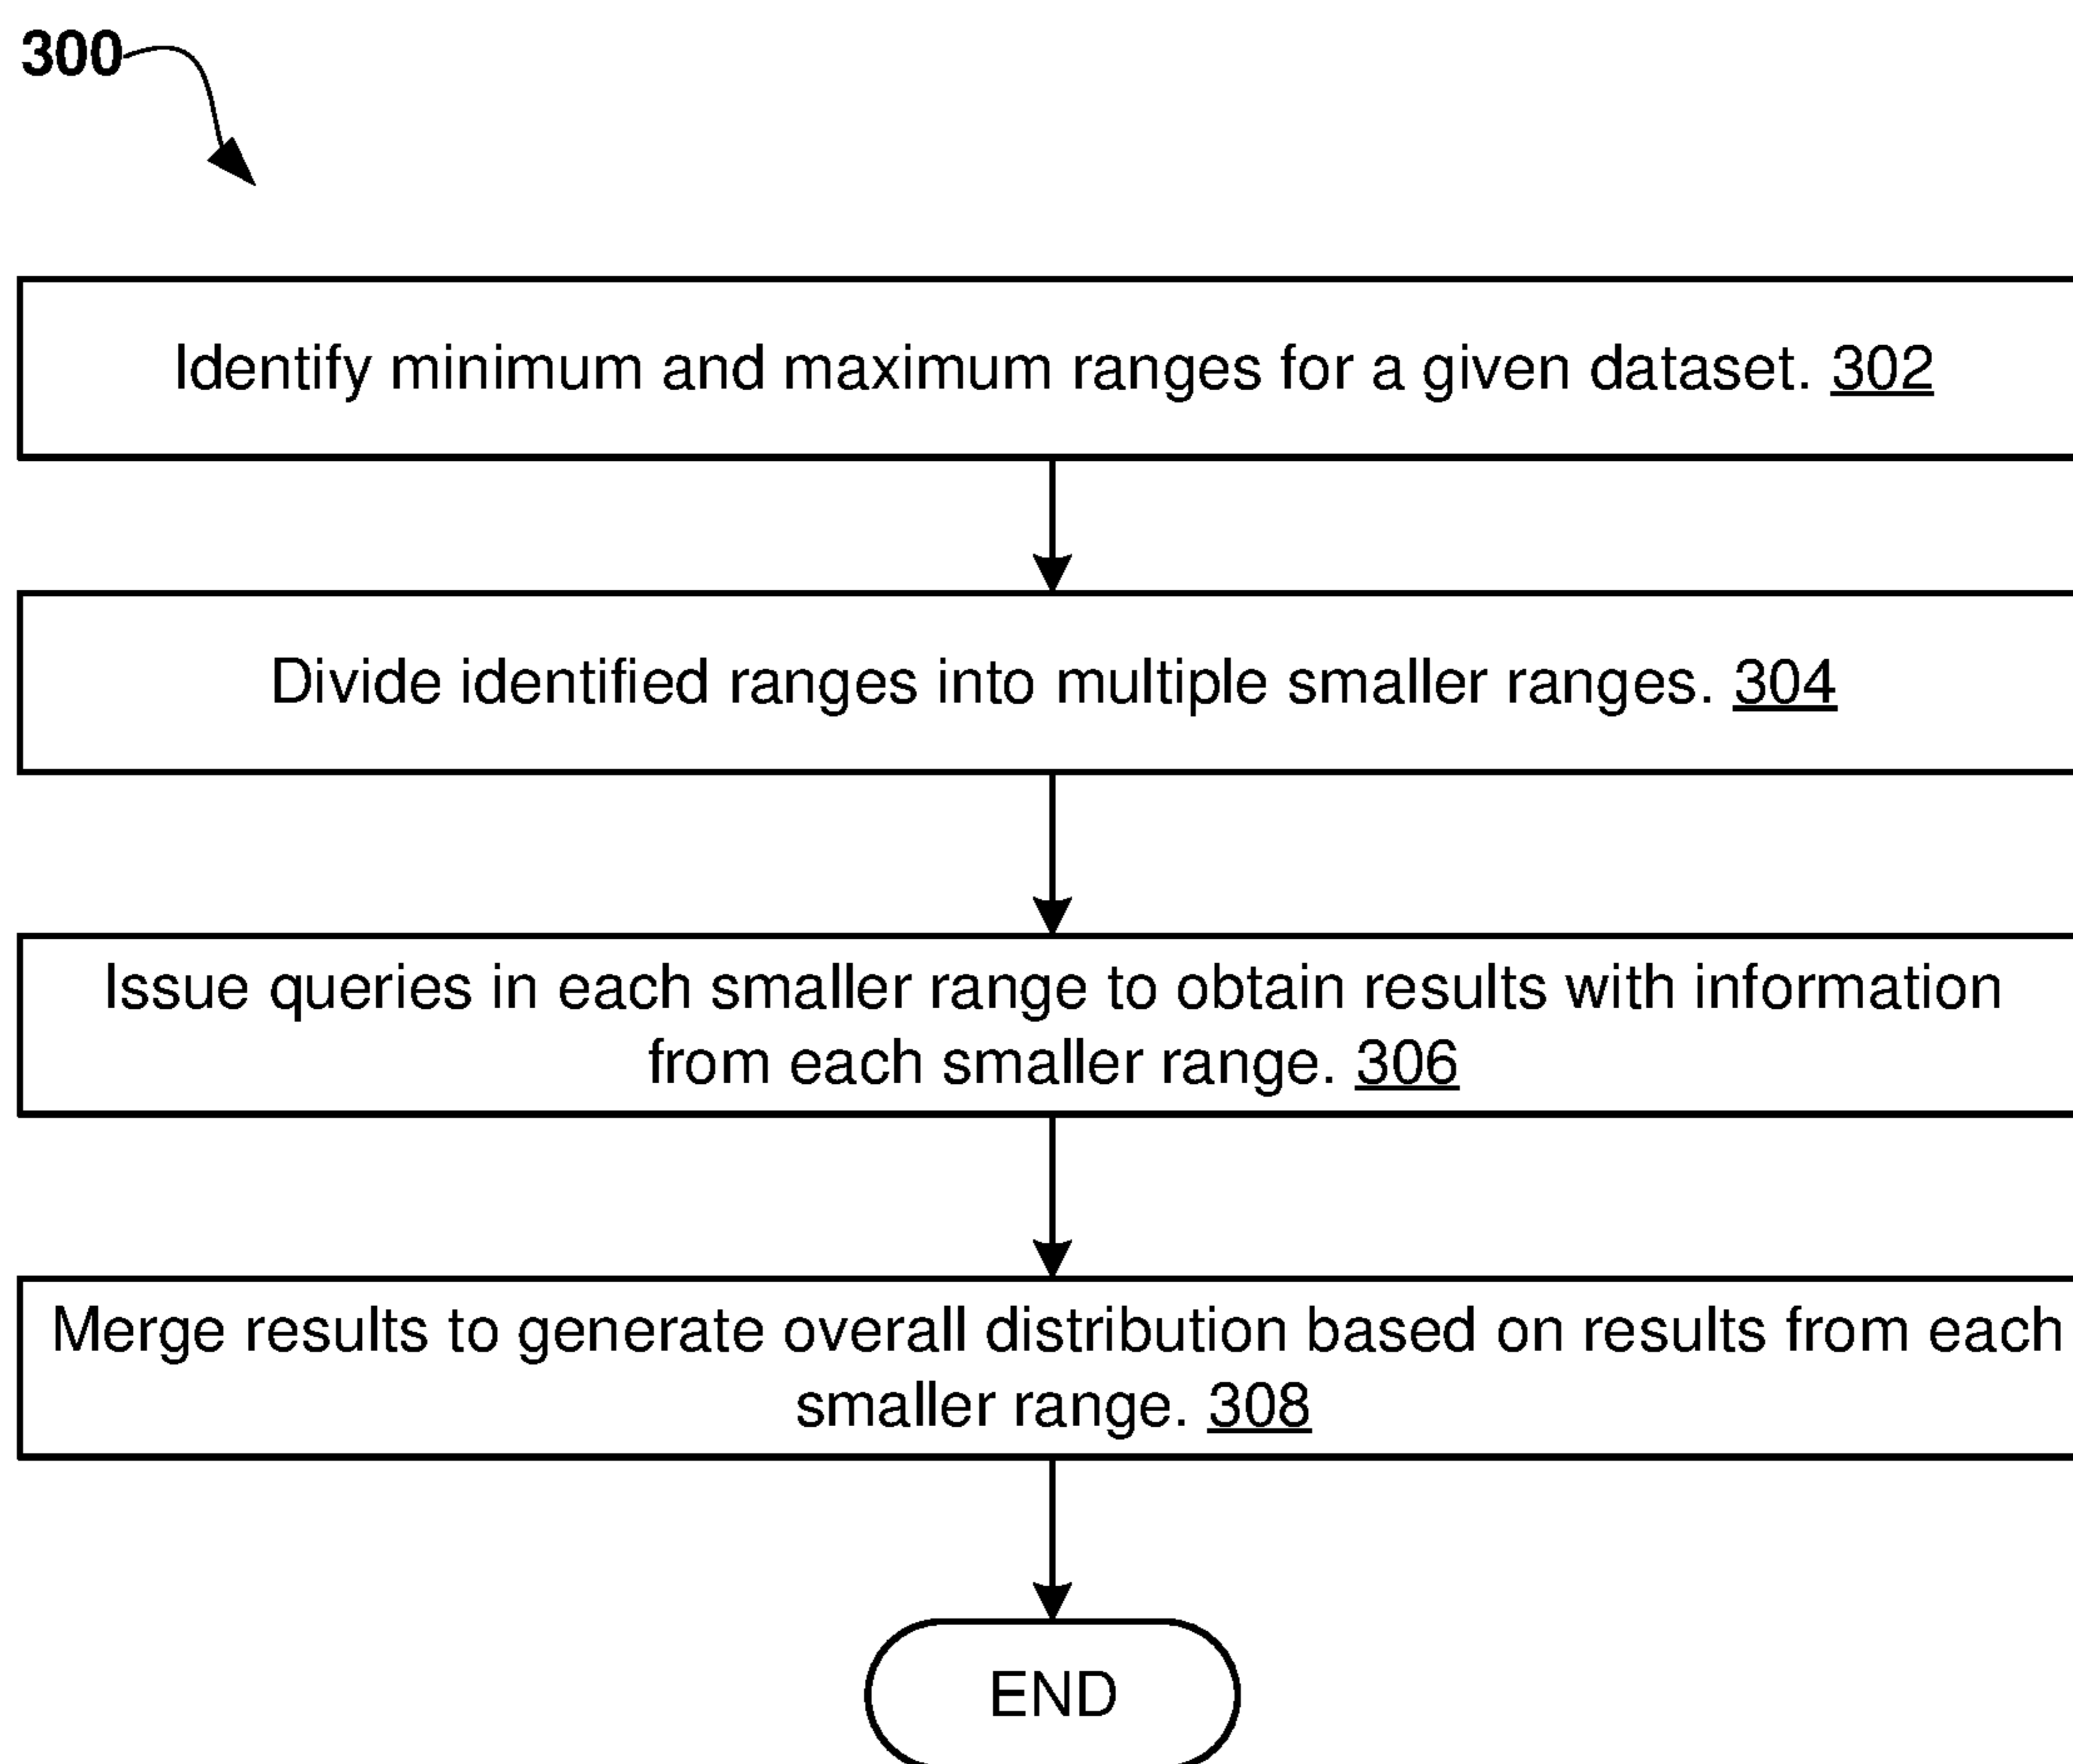 300
Identify minimum and maximum ranges for a given dataset. 302
Divide identified ranges into multiple smaller ranges. 304
Issue queries in each smaller range to obtain results with information
from each smaller range. 306
Merge results to generate overall distribution based on results from each
smaller range. 308
END